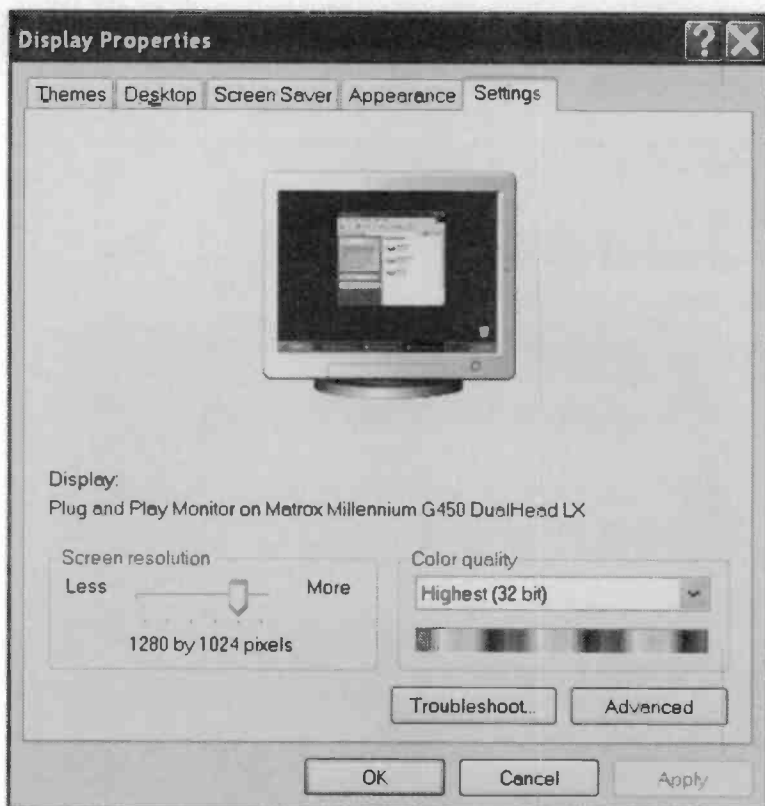 Display Properties
Themes Desktop Screen Saver Appearance Settings
Display:
Plug and Play Monitor on Matrox Millennium G450 DualHead LX
Screen resolution
Less More
1280 by 1024 pixels
Color quality
Highest (32 bit)
Troubleshoot... Advanced
OK Cancel Apply